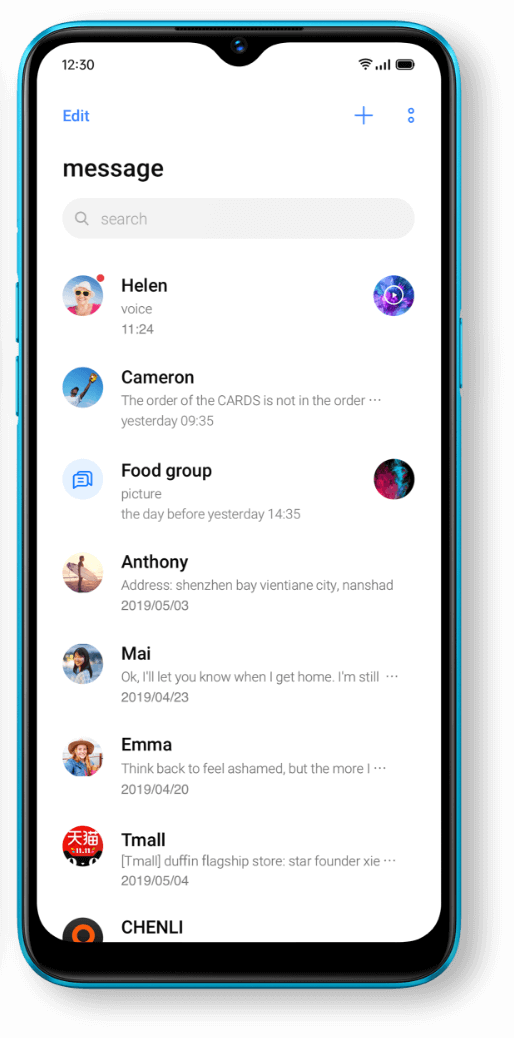 12:30
Edit
message
search
Helen
voice
11:24
Cameron
The order of the CARDS is not in the order ···
yesterday 09:35
Food group
picture
the day before yesterday 14:35
Anthony
Address: shenzhen bay vientiane city, nanshad
2019/05/03
Mai
Ok, I'll let you know when I get home. I'm still ···
2019/04/23
Emma
Think back to feel ashamed, but the more I ···
2019/04/20
天猫
11.11
Tmall
[Tmall] duffin flagship store: star founder xie ···
2019/05/04
CHENLI